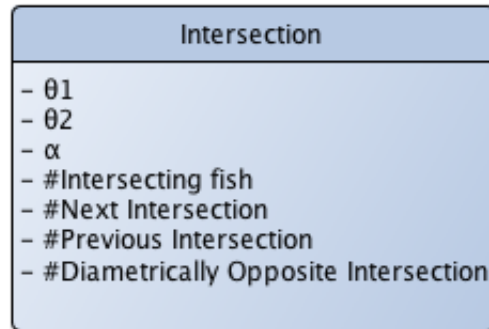 Intersection
- θ1
- θ2
- α
- #Intersecting fish
- #Next Intersection
- #Previous Intersection
- #Diametrically Opposite Intersection